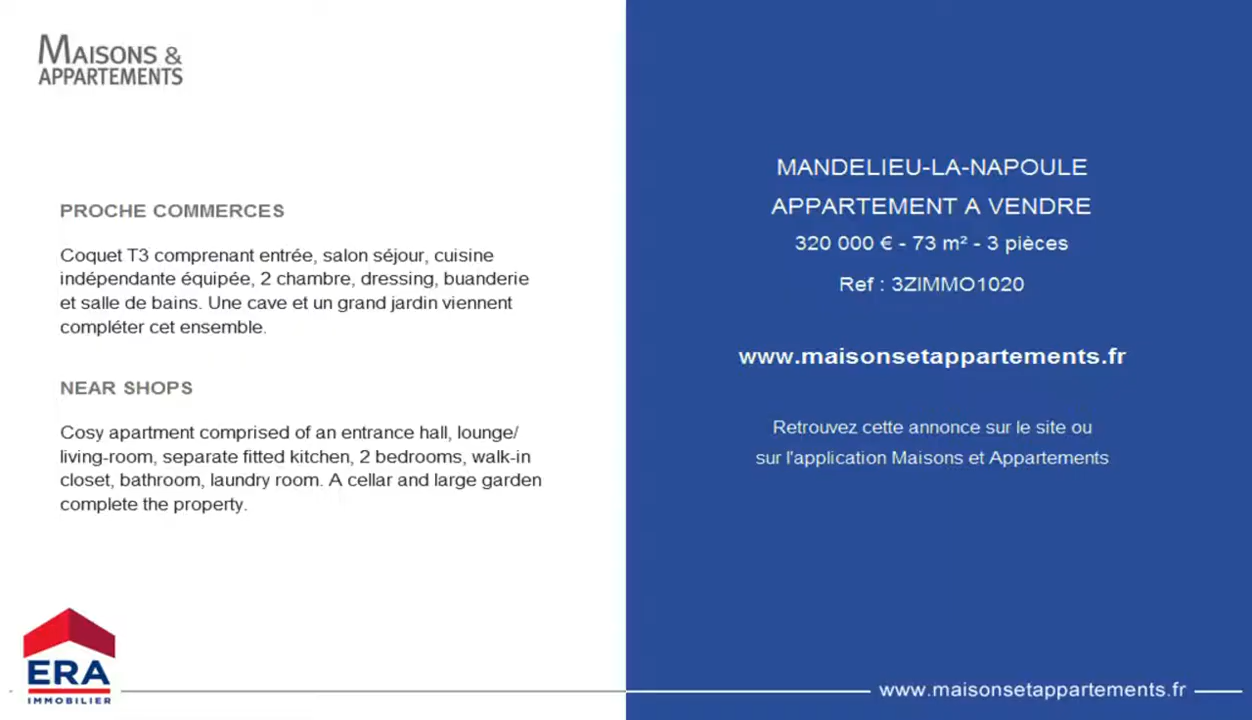 MAISONS &
APPARTEMENTS
PROCHE COMMERCES
Coquet T3 comprenant entrée, salon séjour, cuisine
indépendante équipée, 2 chambre, dressing, buanderie
et salle de bains. Une cave et un grand jardin viennent
compléter cet ensemble.
NEAR SHOPS
Cosy apartment comprised of an entrance hall, lounge/
living-room, separate fitted kitchen, 2 bedrooms, walk-in
closet, bathroom, laundry room. A cellar and large garden
complete the property.
ERA
IMMOBILIER
MANDELIEU-LA-NAPOULE
APPARTEMENT A VENDRE
320 000 € - 73 m² - 3 pièces
Ref : 3ZIMMO1020
www.maisonsetappartements.fr
Retrouvez cette annonce sur le site ou
sur l'application Maisons et Appartements
www.maisonsetappartements.fr